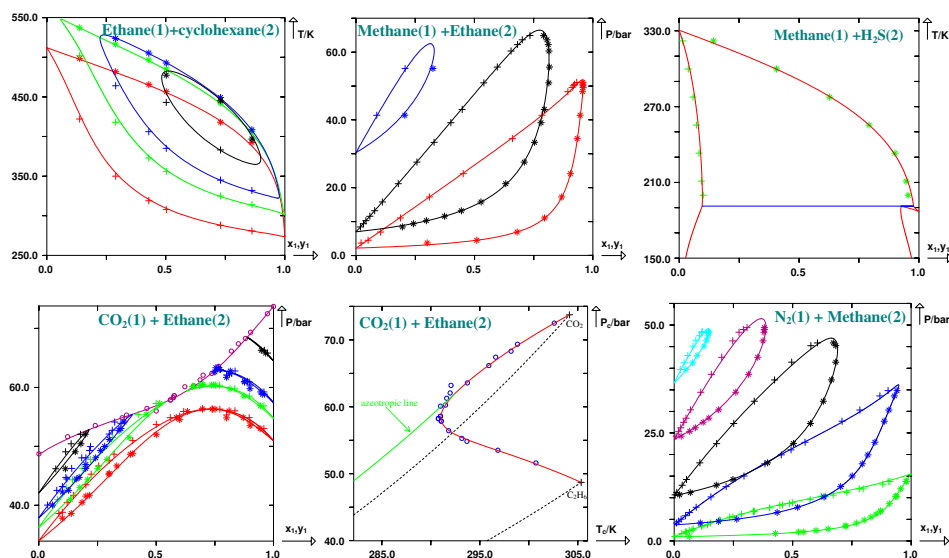 Ethane(1)+cyclohexane(2)
T/K
550.0
450.0
350.0
250.0
0.0
0.5
1.0
x₁,y₁
Methane(1) +Ethane(2)
P/bar
60.0
40.0
20.0
0.0
0.0
0.5
1.0
x₁,y₁
Methane(1) +H₂S(2)
T/K
330.0
270.0
210.0
150.0
0.0
0.5
1.0
x₁,y₁
CO₂(1) + Ethane(2)
P/bar
60.0
40.0
0.0
0.5
1.0
x₁,y₁
CO₂(1) + Ethane(2)
P꜀/bar
CO₂
azeotropic line
C₂H₆
70.0
60.0
50.0
40.0
285.0
295.0
305.0
T꜀/K
N₂(1) + Methane(2)
P/bar
50.0
25.0
0.0
0.0
0.5
1.0
x₁,y₁